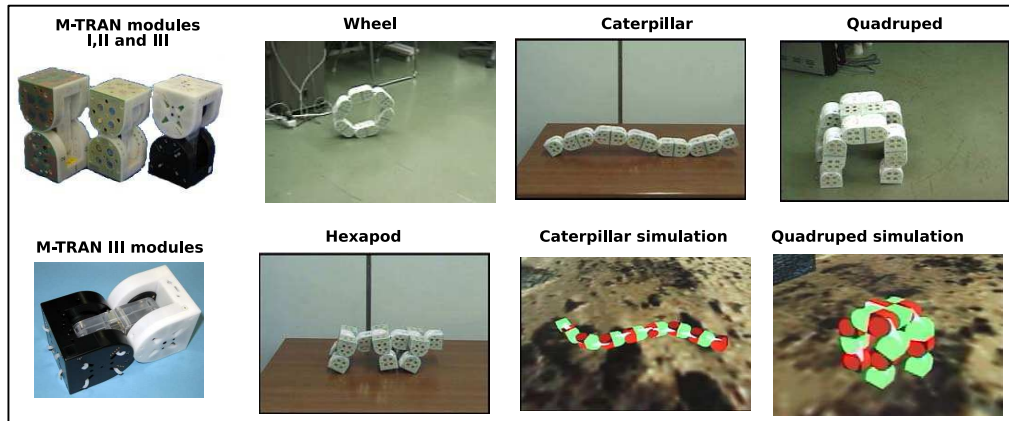 M-TRAN modules
I,II and III
Wheel
Caterpillar
Quadruped
M-TRAN III modules
Hexapod
Caterpillar simulation
Quadruped simulation